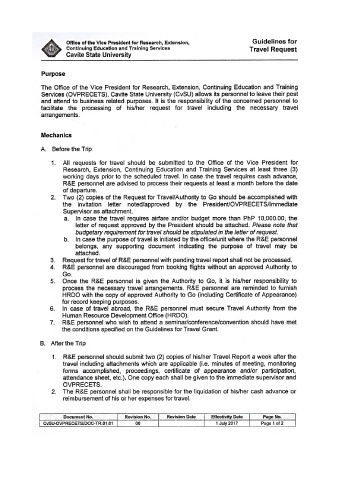 Office of the Vice President for Research, Extension,
Continuing Education and Training Services
Cavite State University
Guidelines for
Travel Request
Purpose
The Office of the Vice President for Research, Extension, Continuing Education and Training
Services (OVPRECETS), Cavite State University (CvSU) allows its personnel to leave their post
and attend to business related purposes. It is the responsibility of the concerned personnel to
facilitate the processing of his/her request for travel including the necessary travel
arrangements.
Mechanics
A. Before the Trip
1. All requests for travel should be submitted to the Office of the Vice President for
Research, Extension, Continuing Education and Training Services at least three (3)
working days prior to the scheduled travel. In case the travel requires cash advance,
R&E personnel are advised to process their requests at least a month before the date
of departure.
2. Two (2) copies of the Request for Travel/Authority to Go should be accomplished with
the invitation letter noted/approved by the President/OVPRECETS/Immediate
Supervisor as attachment.
a. In case the travel requires airfare and/or budget more than PhP 10,000.00, the
letter of request approved by the President should be attached. Please note that
budgetary requirement for travel should be stipulated in the letter of request.
b. In case the purpose of travel is initiated by the office/unit where the R&E personnel
belongs, any supporting document indicating the purpose of travel may be
attached.
3. Request for travel of R&E personnel with pending travel report shall not be processed.
4. R&E personnel are discouraged from booking flights without an approved Authority to
Go.
5. Once the R&E personnel is given the Authority to Go, it is his/her responsibility to
process the necessary travel arrangements. R&E personnel are reminded to furnish
HRDO with the copy of approved Authority to Go (including Certificate of Appearance)
for record keeping purposes.
6. In case of travel abroad, the R&E personnel must secure Travel Authority from the
Human Resource Development Office (HRDO).
7. R&E personnel who wish to attend a seminar/conference/convention should have met
the conditions specified on the Guidelines for Travel Grant.
B. After the Trip
1. R&E personnel should submit two (2) copies of his/her Travel Report a week after the
travel including attachments which are applicable (i.e. minutes of meeting, monitoring
forms accomplished, proceedings, certificate of appearance and/or participation,
attendance sheet, etc.). One copy each shall be given to the immediate supervisor and
OVPRECETS.
2. The R&E personnel shall be responsible for the liquidation of his/her cash advance or
reimbursement of his or her expenses for travel.
Document No. Revision No. Revision Date Effectivity Date Page No.
CvSU-OVPRECETS/DOC-TR.01.01 00 1 July 2017 Page 1 of 2